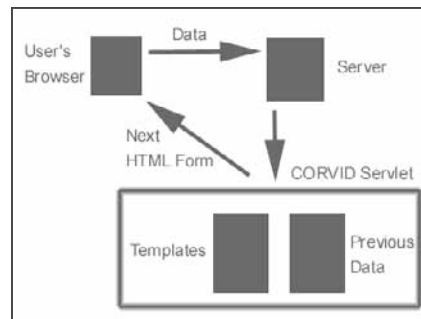 Data
User's
Browser
Server
Next
HTML Form
CORVID Servlet
Templates
Previous
Data